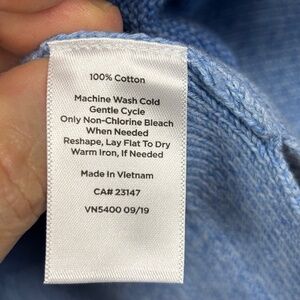 100% Cotton
Machine Wash Cold
Gentle Cycle
Only Non-Chlorine Bleach
When Needed
Reshape, Lay Flat To Dry
Warm Iron, If Needed
Made In Vietnam
CA# 23147
VN5400 09/19